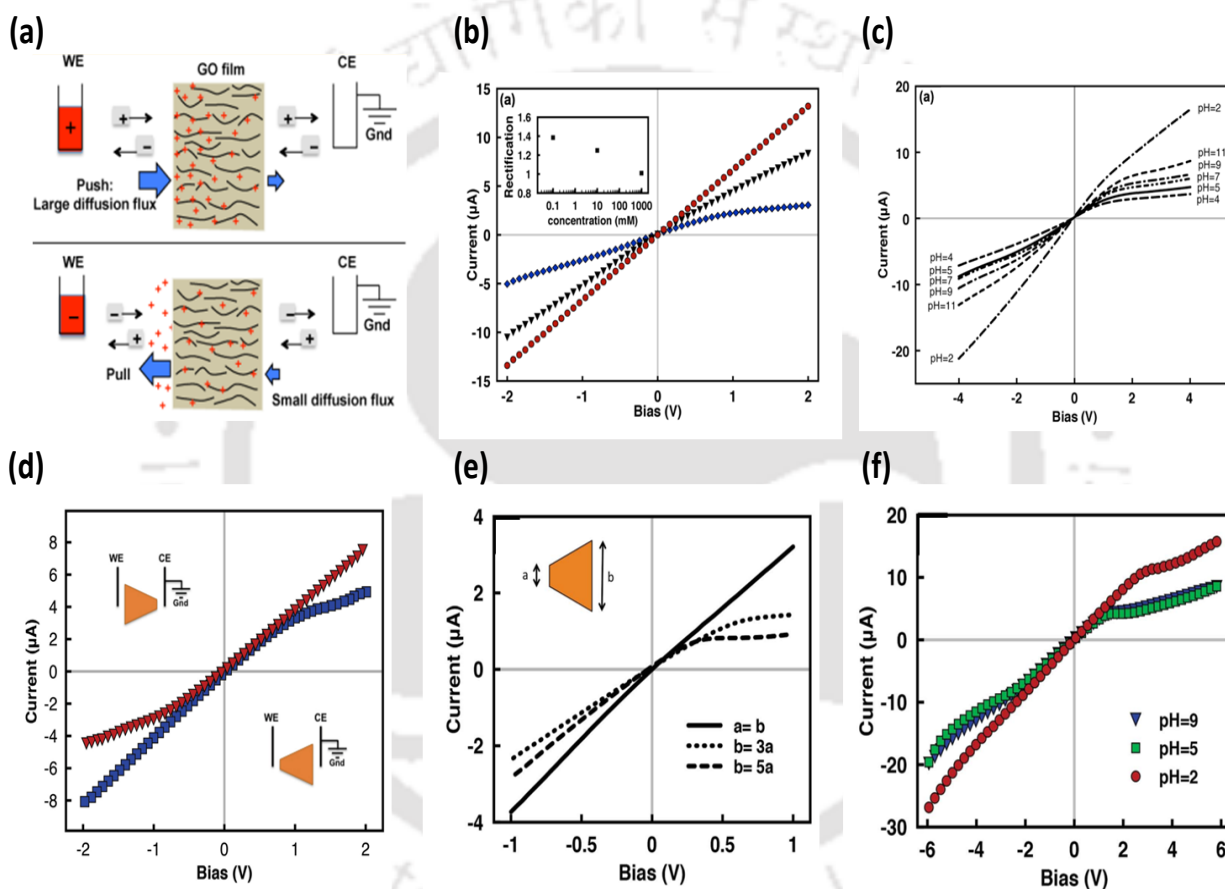 (a)
WE
GO film
CE
+
+
+
-
-
Gnd
Push:
Large diffusion flux
WE
CE
-
-
-
+
+
Gnd
Pull
Small diffusion flux
(b)
(a)
15
10
5
0
-5
-10
-15
Current (µA)
Rectification
1.6
1.4
1.2
1
0.8
0.1
10
100
1000
concentration (mM)
-2
-1
0
1
2
Bias (V)
(c)
(a)
20
10
0
-10
-20
Current (µA)
pH=2
pH=11
pH=9
pH=7
pH=5
pH=4
pH=4
pH=5
pH=7
pH=9
pH=11
pH=2
-4
-2
0
2
4
Bias (V)
(d)
8
6
4
2
0
-2
-4
-6
-8
Current (µA)
WE
CE
Gnd
WE
CE
Gnd
-2
-1
0
1
2
Bias (V)
(e)
4
2
0
-2
-4
Current (µA)
a
b
a= b
b= 3a
b= 5a
-1
-0.5
0
0.5
1
Bias (V)
(f)
20
10
0
-10
-20
-30
Current (µA)
pH=9
pH=5
pH=2
-6
-4
-2
0
2
4
6
Bias (V)